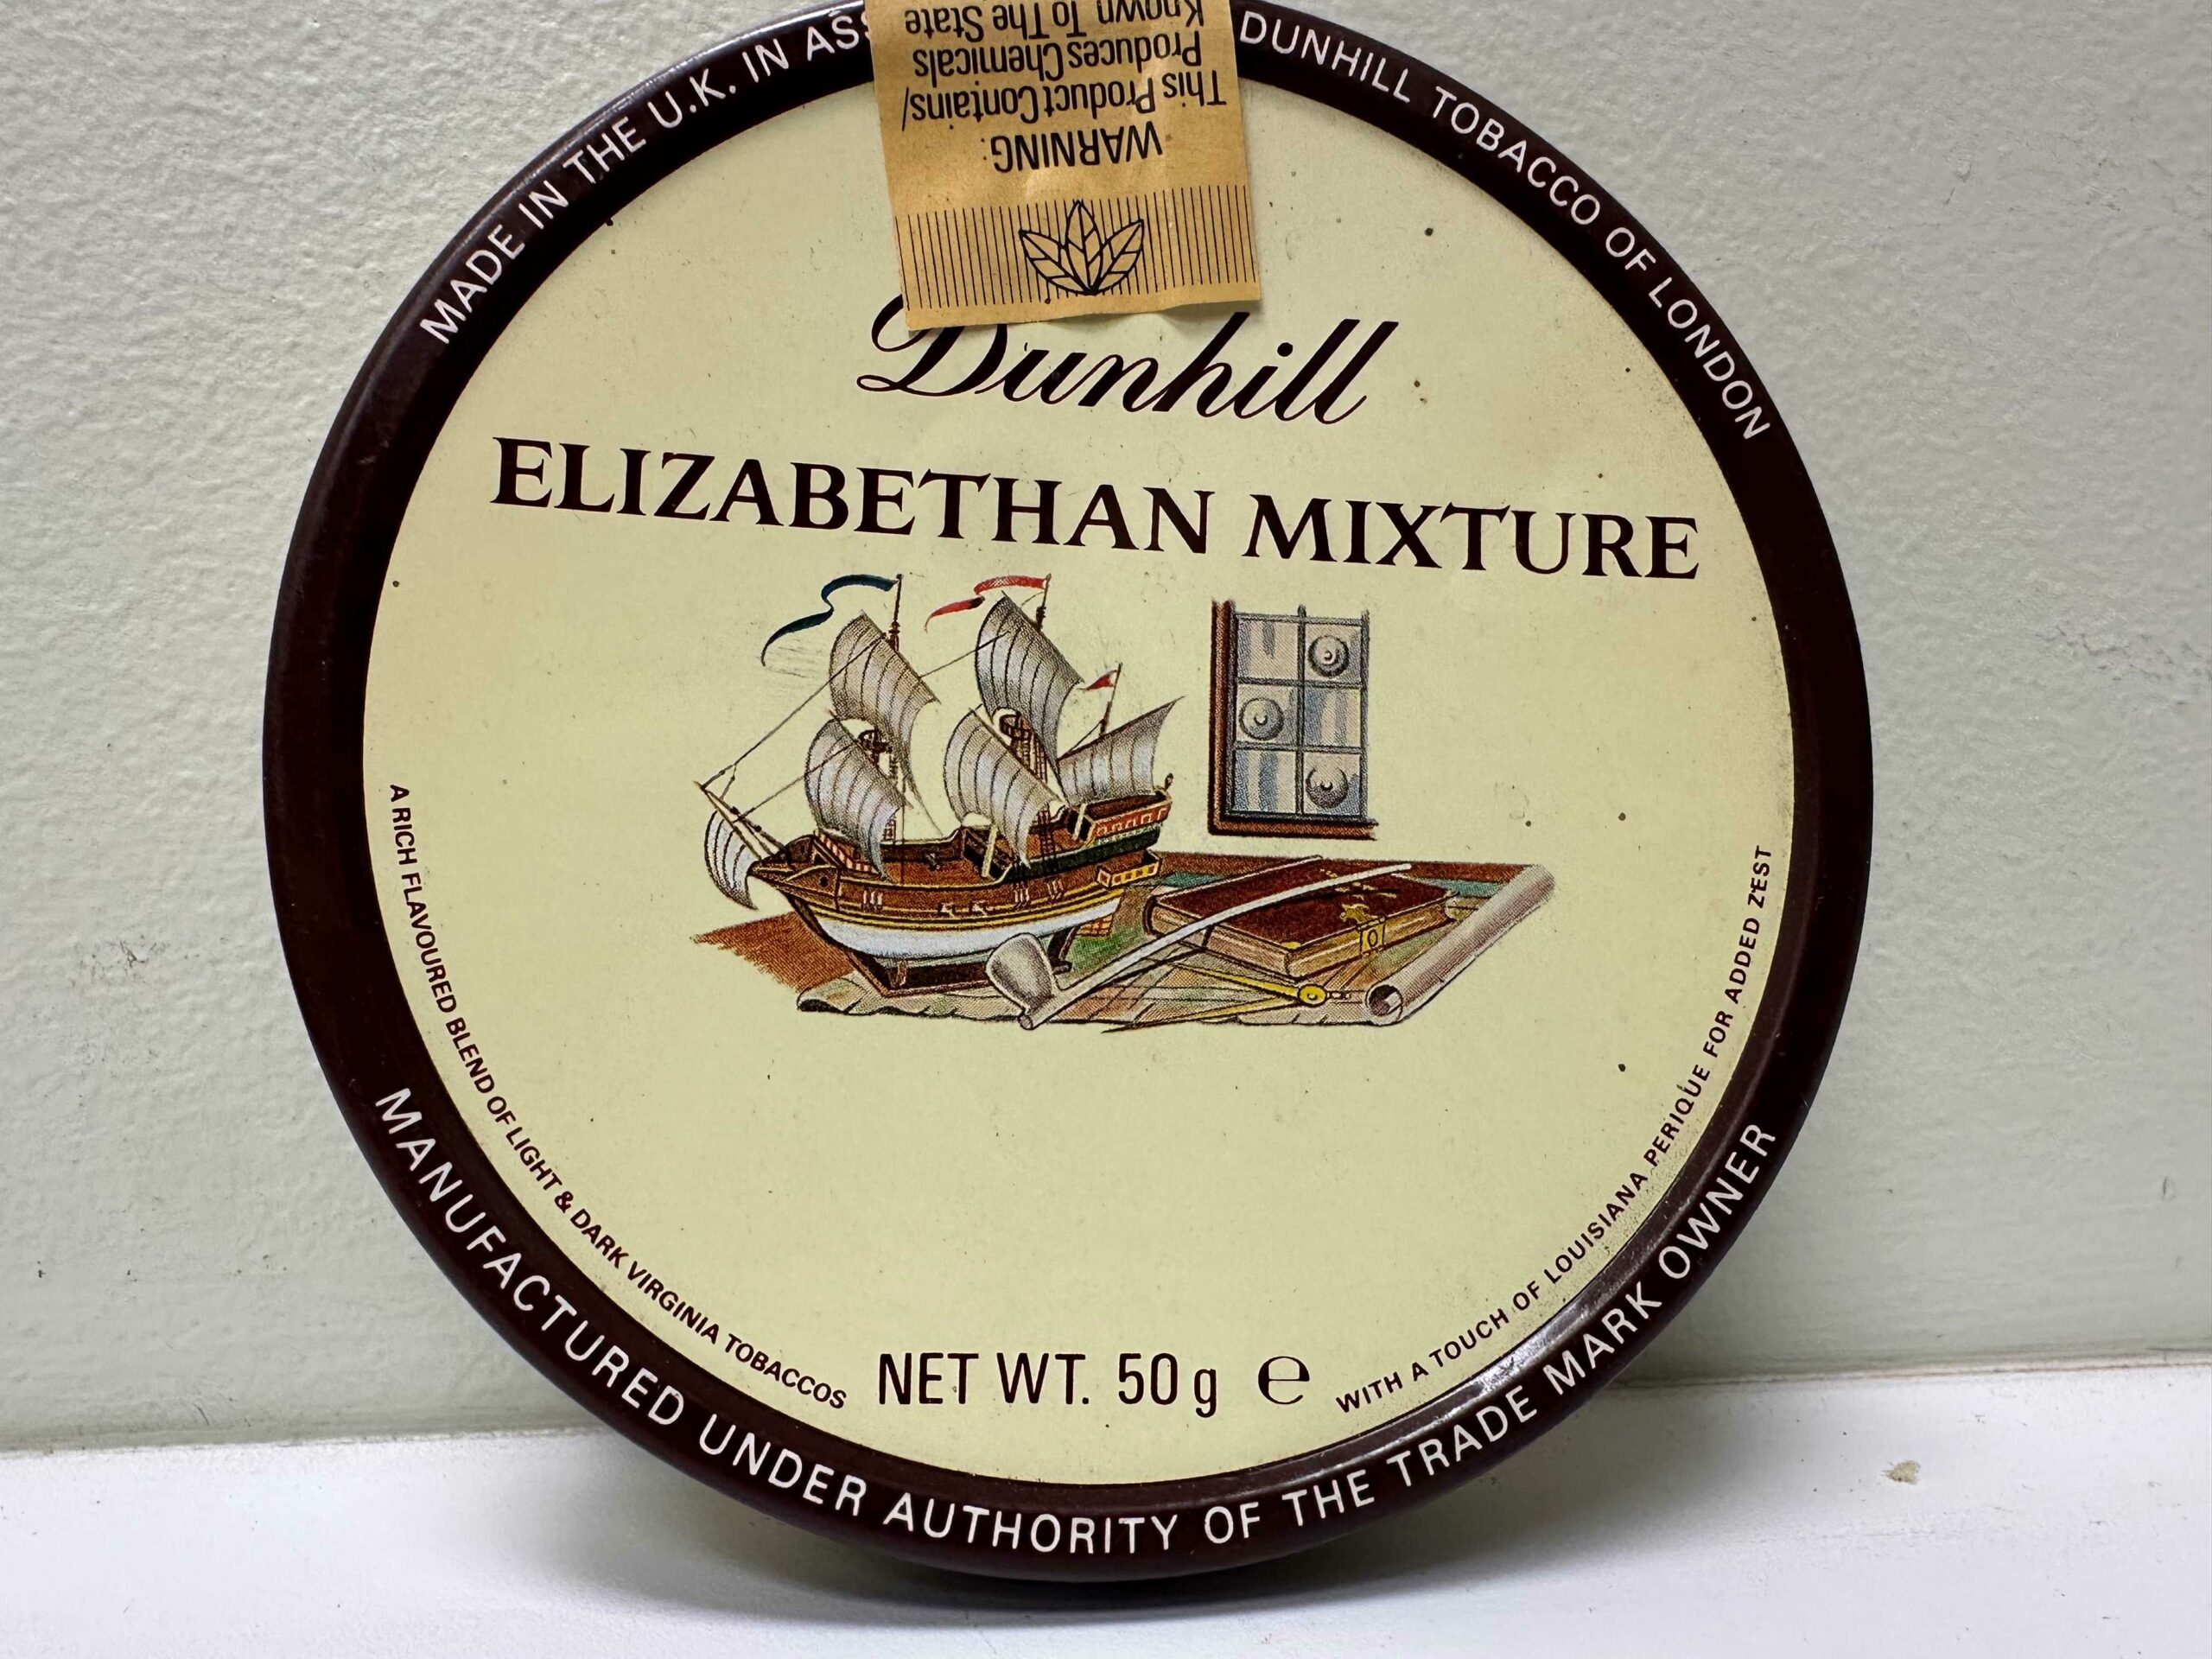 MADE IN THE U.K. IN ASS
DUNHILL TOBACCO OF LONDON
WARNING:
This Product Contains/
Produces Chemicals
Known To The State
Dunhill
ELIZABETHAN MIXTURE
A RICH FLAVOURED BLEND OF LIGHT & DARK VIRGINIA TOBACCOS
WITH A TOUCH OF LOUISIANA PERIQUE FOR ADDED ZEST
NET WT. 50g e
MANUFACTURED UNDER AUTHORITY OF THE TRADE MARK OWNER